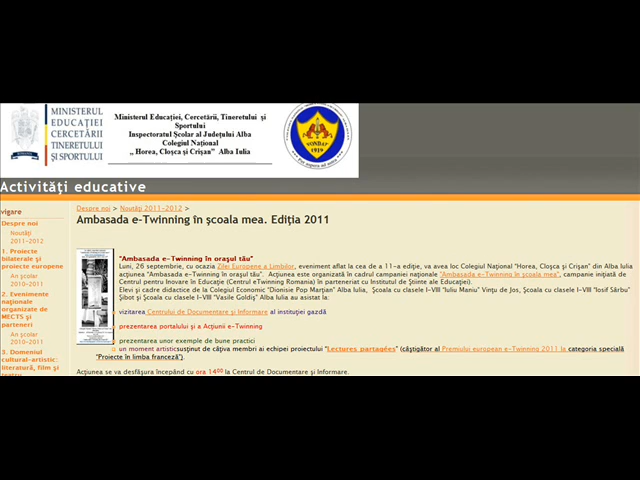 MINISTERUL
EDUCAȚIEI
CERCETĂRII
TINERETULUI
ȘI SPORTULUI
Ministerul Educației, Cercetării, Tineretului și
Sportului
Inspectoratul Școlar al Județului Alba
Colegiul Național
„ Horea, Cloșca și Crișan” Alba Iulia
FONDAT
1919
Activități educative
vigare
Despre noi
Noutăți
2011-2012
1. Proiecte
bilaterale și
proiecte europene
An școlar
2010-2011
2. Evenimente
naționale
organizate de
MECTS și
parteneri
An școlar
2010-2011
3. Domeniul
cultural-artistic:
literatură, film și
teatru
Despre noi > Noutăți 2011-2012 >
Ambasada e-Twinning în școala mea. Ediția 2011
"Ambasada e-Twinning în orașul tău"
Luni, 26 septembrie, cu ocazia Zilei Europene a Limbilor, eveniment aflat la cea de a 11-a ediție, va avea loc Colegiul Național "Horea, Cloșca și Crișan" din Alba Iulia
acțiunea "Ambasada e-Twinning în orașul tău". Acțiunea este organizată în cadrul campaniei naționale "Ambasada e-Twinning în școala mea", campanie inițiată de
Centrul pentru Inovare în Educație (Centrul eTwinning Romania) în parteneriat cu Institutul de Științe ale Educației).
Elevi și cadre didactice de la Colegiul Economic "Dionisie Pop Marțian" Alba Iulia, Școala cu clasele I-VIII "Iuliu Maniu" Vințu de Jos, Școala cu clasele I-VIII "Iosif Sârbu"
Șibot și Școala cu clasele I-VIII "Vasile Goldiș" Alba Iulia au asistat la:
vizitarea Centrului de Documentare și Informare al instituției gazdă
prezentarea portalului și a Acțiunii e-Twinning
prezentarea unor exemple de bune practici
un moment artisticsusținut de câțiva membri ai echipei proiectului "Lectures partagées" (câștigător al Premiului european e-Twinning 2011 la categoria specială
"Proiecte în limba franceză").
Acțiunea se va desfășura începând cu ora 14⁰⁰ la Centrul de Documentare și Informare.